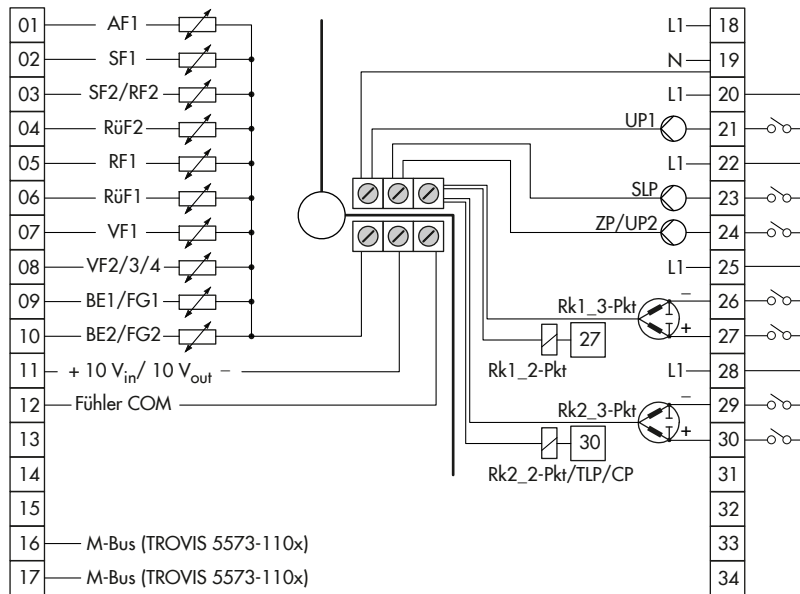 01 AF1
02 SF1
03 SF2/RF2
04 RüF2
05 RF1
06 RüF1
07 VF1
08 VF2/3/4
09 BE1/FG1
10 BE2/FG2
11 + 10 Vin/ 10 Vout −
12 Fühler COM
13
14
15
16 M-Bus (TROVIS 5573-110x)
17 M-Bus (TROVIS 5573-110x)
L1 18
N 19
L1 20
UP1 21
L1 22
SLP 23
ZP/UP2 24
L1 25
Rk1_3-Pkt − 26
+ 27
27
Rk1_2-Pkt
L1 28
Rk2_3-Pkt − 29
+ 30
30
Rk2_2-Pkt/TLP/CP
31
32
33
34